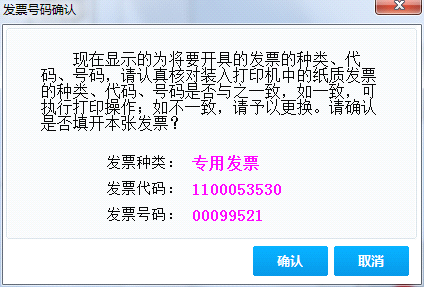 发票号码确认
现在显示的为将要开具的发票的种类、代
码、号码，请认真核对装入打印机中的纸质发票
的种类、代码、号码是否与之一致，如一致，可
执行打印操作；如不一致，请予以更换。请确认
是否填开本张发票？
发票种类： 专用发票
发票代码： 1100053530
发票号码： 00099521
确认 取消